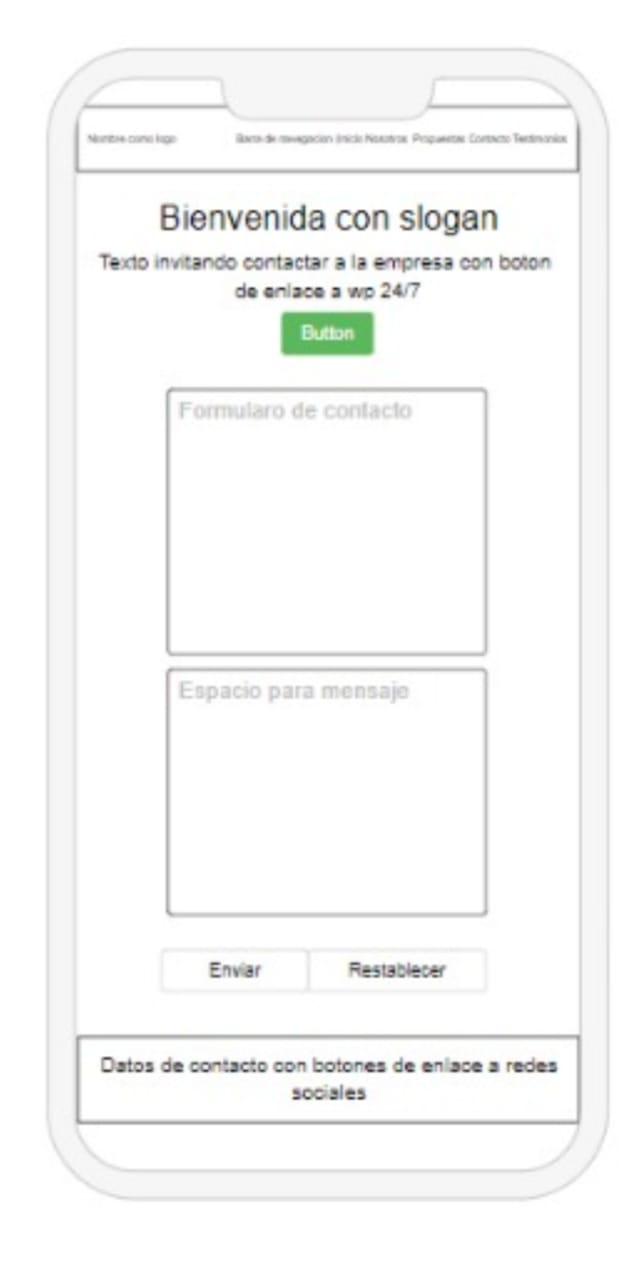 Nombre como logo
Barra de navegacion Inicio Nosotros Propuestas Contacto Testimonios
Bienvenida con slogan
Texto invitando contactar a la empresa con boton
de enlace a wp 24/7
Button
Formularo de contacto
Espacio para mensaje
Enviar
Restablecer
Datos de contacto con botones de enlace a redes
sociales